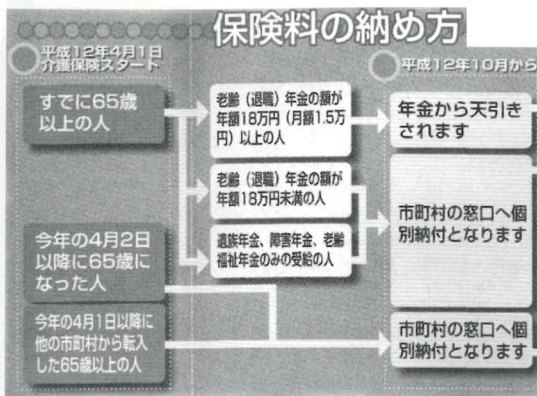 保険料の納め方
平成12年4月1日
介護保険スタート
平成12年10月から
すでに65歳
以上の人
老齢（退職）年金の額が
年額18万円（月額1.5万
円）以上の人
年金から天引き
されます
老齢（退職）年金の額が
年額18万円未満の人
遺族年金、障害年金、老齢
福祉年金のみの受給の人
市町村の窓口へ個
別納付となります
今年の4月2日
以降に65歳に
なった人
今年の4月1日以降に
他の市町村から転入
した65歳以上の人
市町村の窓口へ個
別納付となります